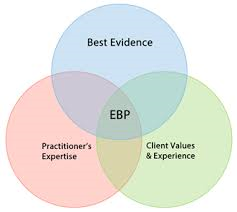 Best Evidence
EBP
Practitioner's
Expertise
Client Values
& Experience